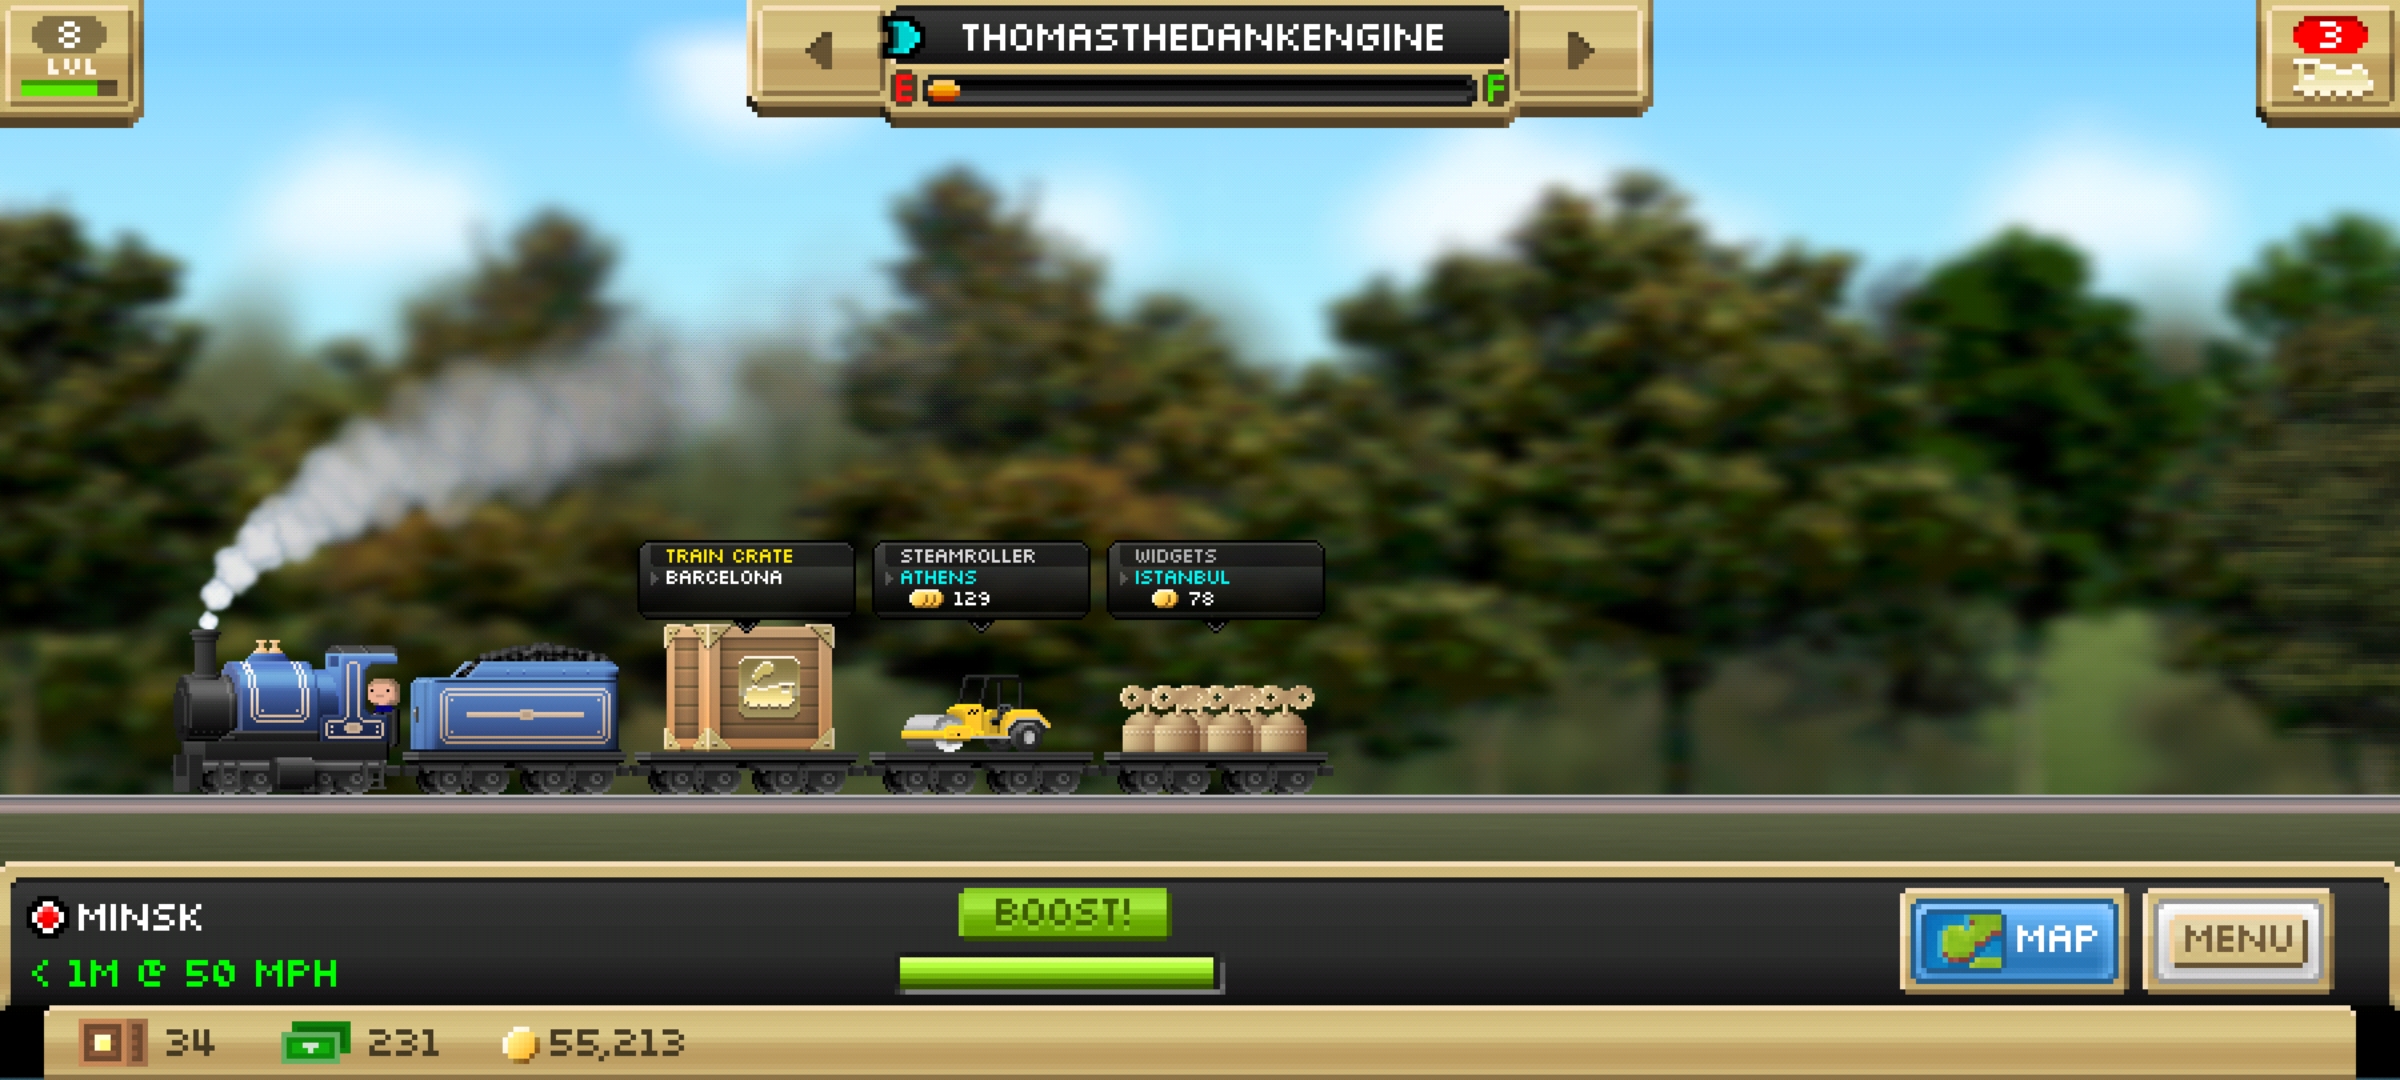 8
LVL
THOMASTHEDANKENGINE
E F
3
TRAIN CRATE
BARCELONA
STEAMROLLER
ATHENS
129
WIDGETS
ISTANBUL
78
MINSK
< 1M @ 50 MPH
BOOST!
MAP
MENU
34
231
55,213